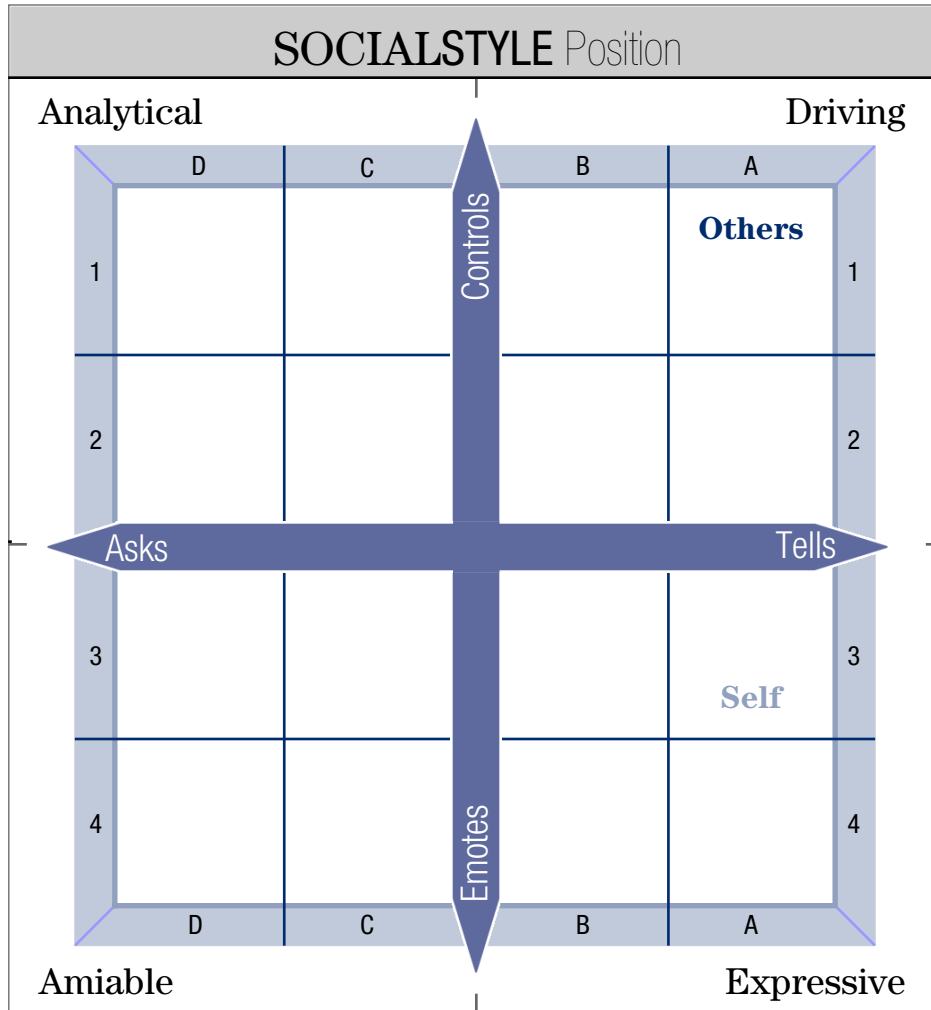 SOCIALSTYLE Position
Analytical Driving
D C B A
Controls
Others
1 1
2 2
Asks Tells
3 3
Self
4 4
Emotes
D C B A
Amiable Expressive